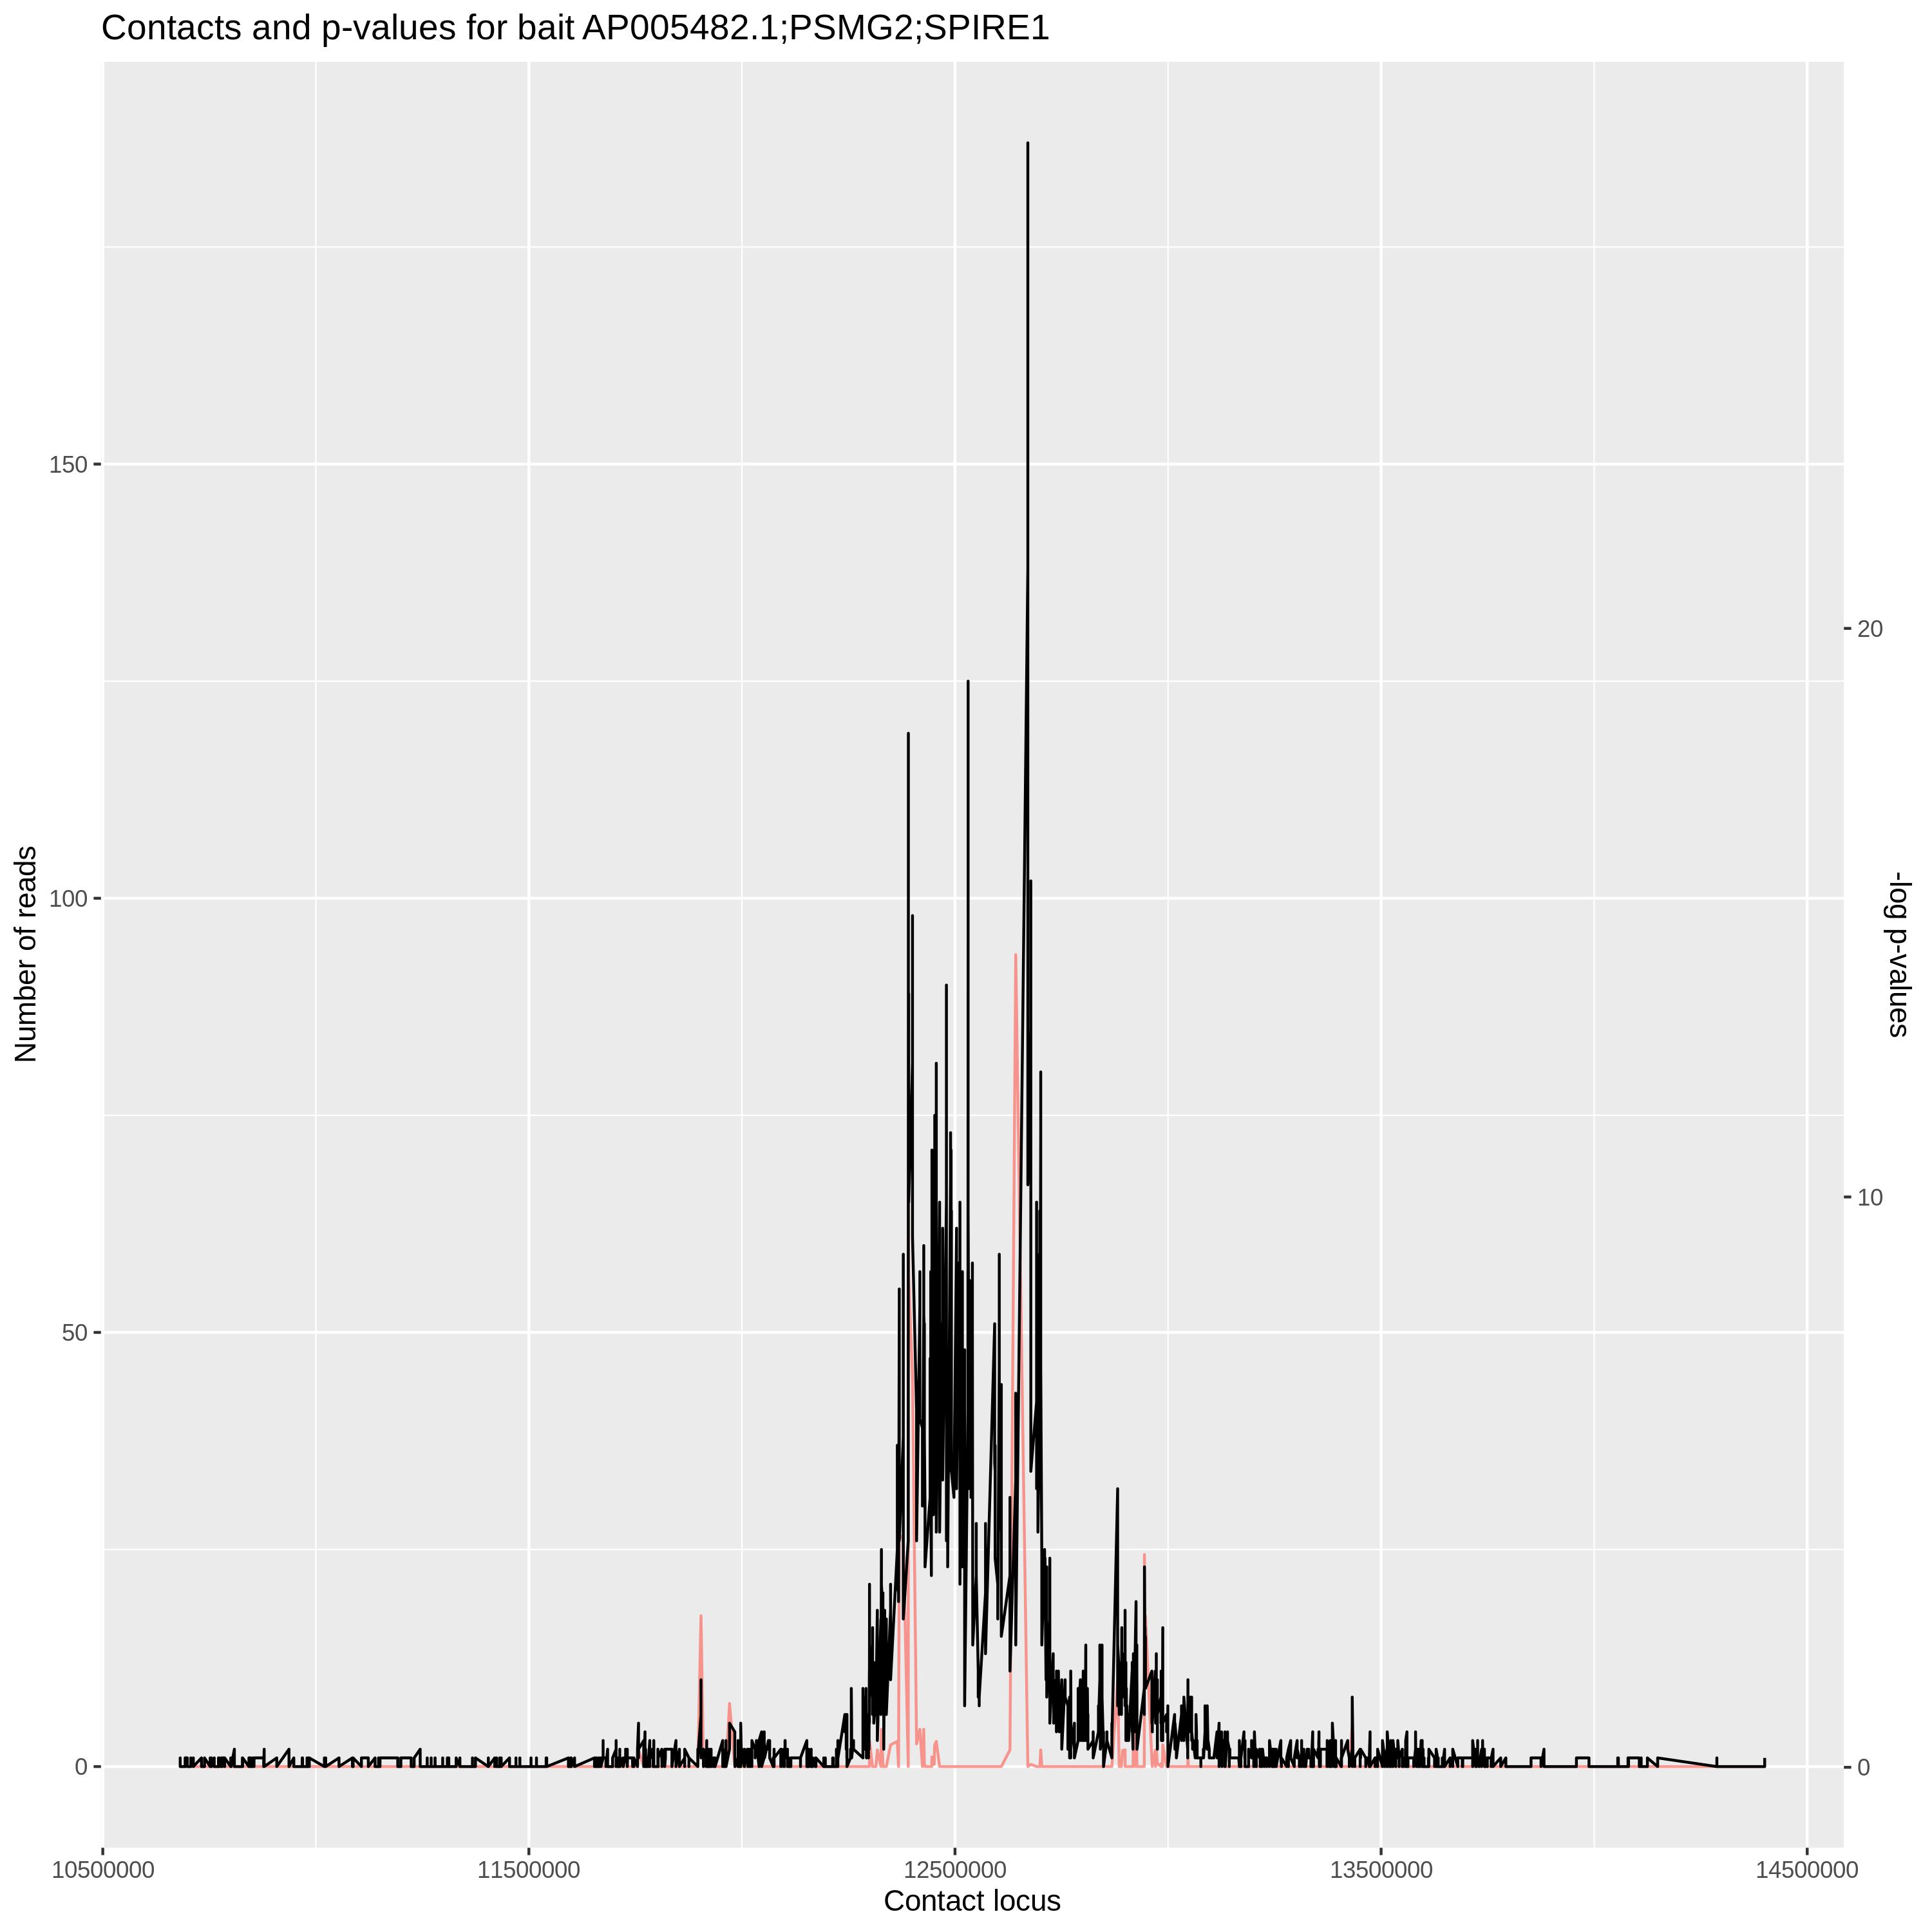 Contacts and p-values for bait AP005482.1;PSMG2;SPIRE1
150
100
50
0
Number of reads
20
10
0
-log p-values
10500000 11500000 12500000 13500000 14500000
Contact locus